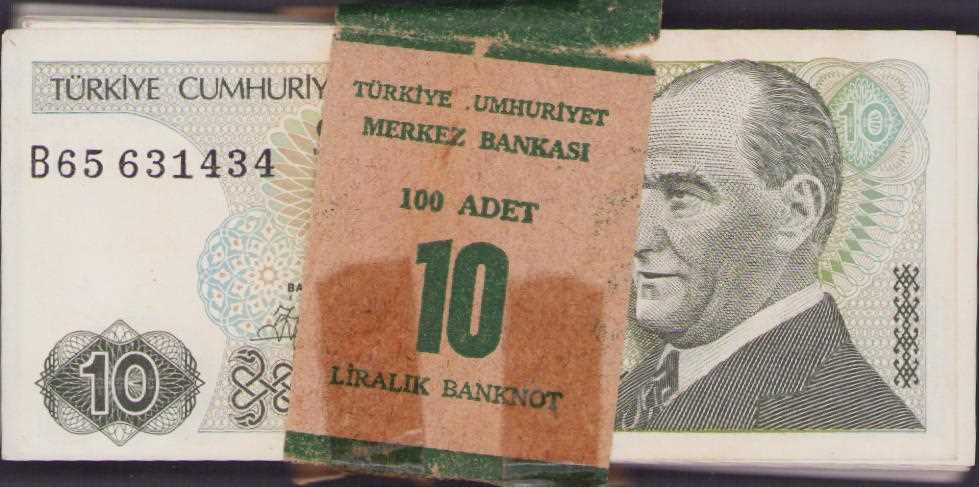 TÜRKİYE CUMHURİY
B65 631434
BA
10
10
TÜRKİYE UMHURİYET
MERKEZ BANKASI
100 ADET
10
LİRALIK BANKNOT